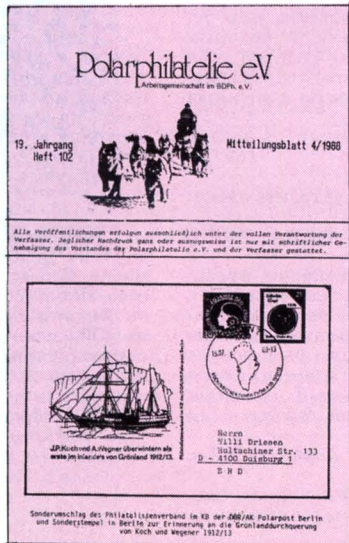 Polarphilatelie e.V.
Arbeitsgemeinschaft im BDPh. e.V.
19. Jahrgang
Heft 102
Mitteilungsblatt 4/1988
Alle Veröffentlichungen erfolgen ausschließlich unter der vollen Verantwortung der
Verfasser. Jeglicher Nachdruck ganz oder auszugsweise ist nur mit schriftlicher Ge-
nehmigung des Vorstandes des Polarphilatelie e.V. und der Verfasser gestattet.
J.P. Koch und A. Wegner überwintern als
erste im Inlandeis von Grönland 1912/13.
Herrn
Willi Driesen
Hultschiner Str. 133
D - 4100 Duisburg 1
B R D
Sonderumschlag des Philatelistenverband im KB der DDR/AK Polarpost Berlin
und Sonderstempel in Berlin zur Erinnerung an die Grönlanddurchquerung
von Koch und Wegener 1912/13